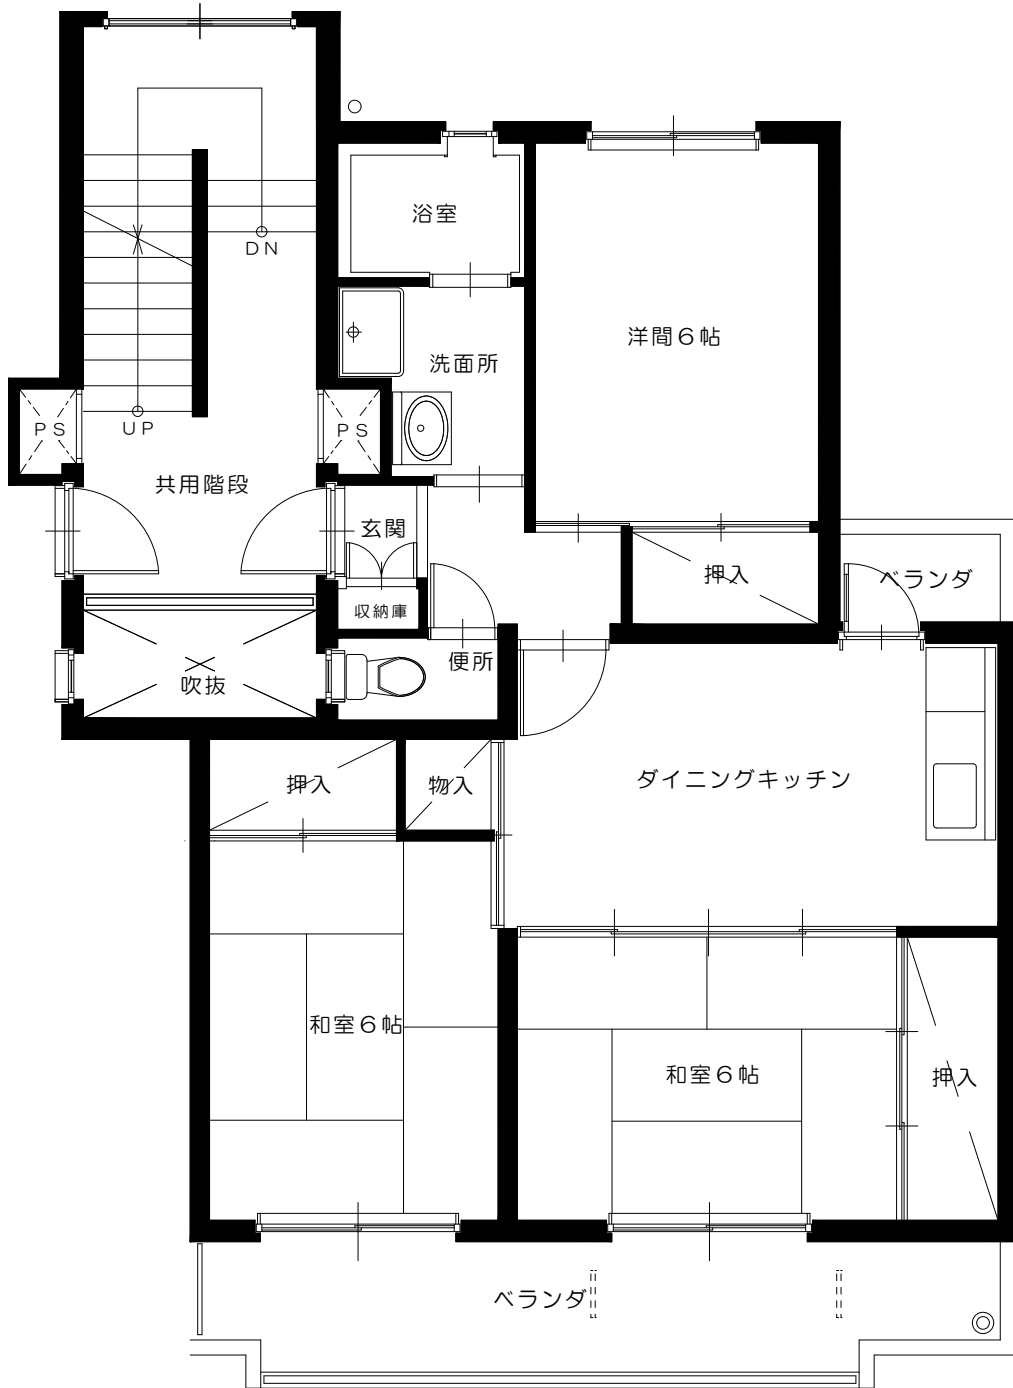 浴室
DN
洋間6帖
洗面所
PS
UP
PS
共用階段
玄関
押入
ベランダ
収納庫
便所
吹抜
押入
物入
ダイニングキッチン
和室6帖
和室6帖
押入
ベランダ